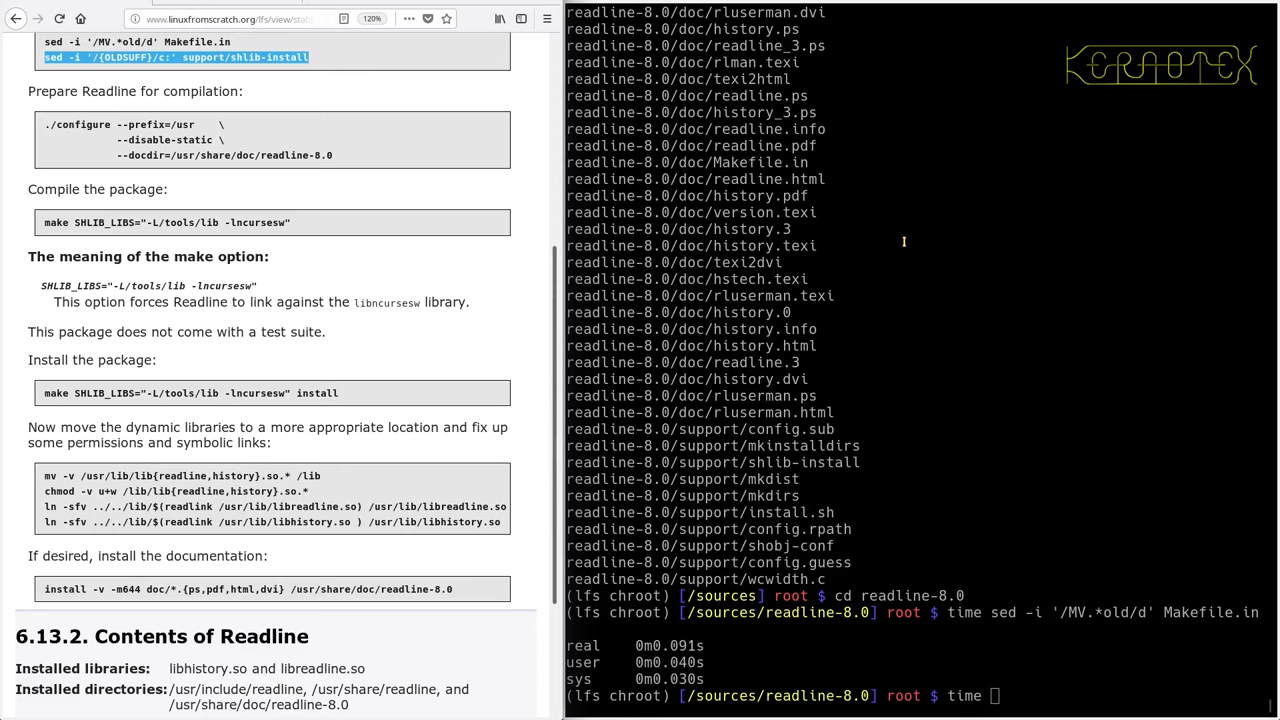 www.linuxfromscratch.org/lfs/view/stab
120%
sed -i '/MV.*old/d' Makefile.in
sed -i '/{OLDSUFF}/c:' support/shlib-install
Prepare Readline for compilation:
./configure --prefix=/usr    \
--disable-static \
--docdir=/usr/share/doc/readline-8.0
Compile the package:
make SHLIB_LIBS="-L/tools/lib -lncursesw"
The meaning of the make option:
SHLIB_LIBS="-L/tools/lib -lncursesw"
This option forces Readline to link against the libncursesw library.
This package does not come with a test suite.
Install the package:
make SHLIB_LIBS="-L/tools/lib -lncursesw" install
Now move the dynamic libraries to a more appropriate location and fix up
some permissions and symbolic links:
mv -v /usr/lib/lib{readline,history}.so.* /lib
chmod -v u+w /lib/lib{readline,history}.so.*
ln -sfv ../../lib/$(readlink /usr/lib/libreadline.so) /usr/lib/libreadline.so
ln -sfv ../../lib/$(readlink /usr/lib/libhistory.so ) /usr/lib/libhistory.so
If desired, install the documentation:
install -v -m644 doc/*.{ps,pdf,html,dvi} /usr/share/doc/readline-8.0
6.13.2. Contents of Readline
Installed libraries: libhistory.so and libreadline.so
Installed directories: /usr/include/readline, /usr/share/readline, and
/usr/share/doc/readline-8.0
readline-8.0/doc/rluserman.dvi
readline-8.0/doc/history.ps
readline-8.0/doc/readline_3.ps
readline-8.0/doc/rlman.texi
readline-8.0/doc/texi2html
readline-8.0/doc/readline.ps
readline-8.0/doc/history_3.ps
readline-8.0/doc/readline.info
readline-8.0/doc/readline.pdf
readline-8.0/doc/Makefile.in
readline-8.0/doc/readline.html
readline-8.0/doc/history.pdf
readline-8.0/doc/version.texi
readline-8.0/doc/history.3
readline-8.0/doc/history.texi
readline-8.0/doc/texi2dvi
readline-8.0/doc/hstech.texi
readline-8.0/doc/rluserman.texi
readline-8.0/doc/history.0
readline-8.0/doc/history.info
readline-8.0/doc/history.html
readline-8.0/doc/readline.3
readline-8.0/doc/history.dvi
readline-8.0/doc/rluserman.ps
readline-8.0/doc/rluserman.html
readline-8.0/support/config.sub
readline-8.0/support/mkinstalldirs
readline-8.0/support/shlib-install
readline-8.0/support/mkdist
readline-8.0/support/mkdirs
readline-8.0/support/install.sh
readline-8.0/support/config.rpath
readline-8.0/support/shobj-conf
readline-8.0/support/config.guess
readline-8.0/support/wcwidth.c
(lfs chroot) [/sources] root $ cd readline-8.0
(lfs chroot) [/sources/readline-8.0] root $ time sed -i '/MV.*old/d' Makefile.in
real    0m0.091s
user    0m0.040s
sys     0m0.030s
(lfs chroot) [/sources/readline-8.0] root $ time